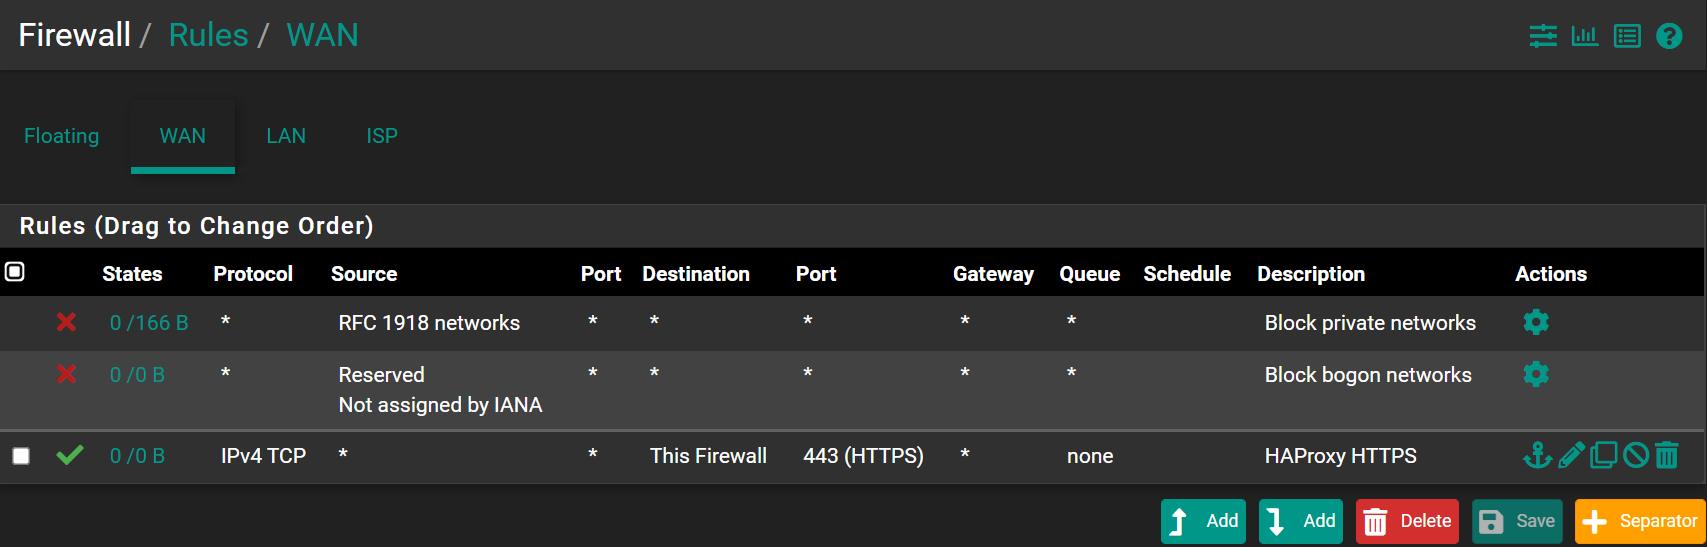 Firewall / Rules / WAN
Floating WAN LAN ISP
Rules (Drag to Change Order)
States Protocol Source Port Destination Port Gateway Queue Schedule Description Actions
0 /166 B * RFC 1918 networks * * * * * Block private networks
0 /0 B * Reserved * * * * * Block bogon networks
Not assigned by IANA
0 /0 B IPv4 TCP * * This Firewall 443 (HTTPS) * none HAProxy HTTPS
Add Add Delete Save Separator